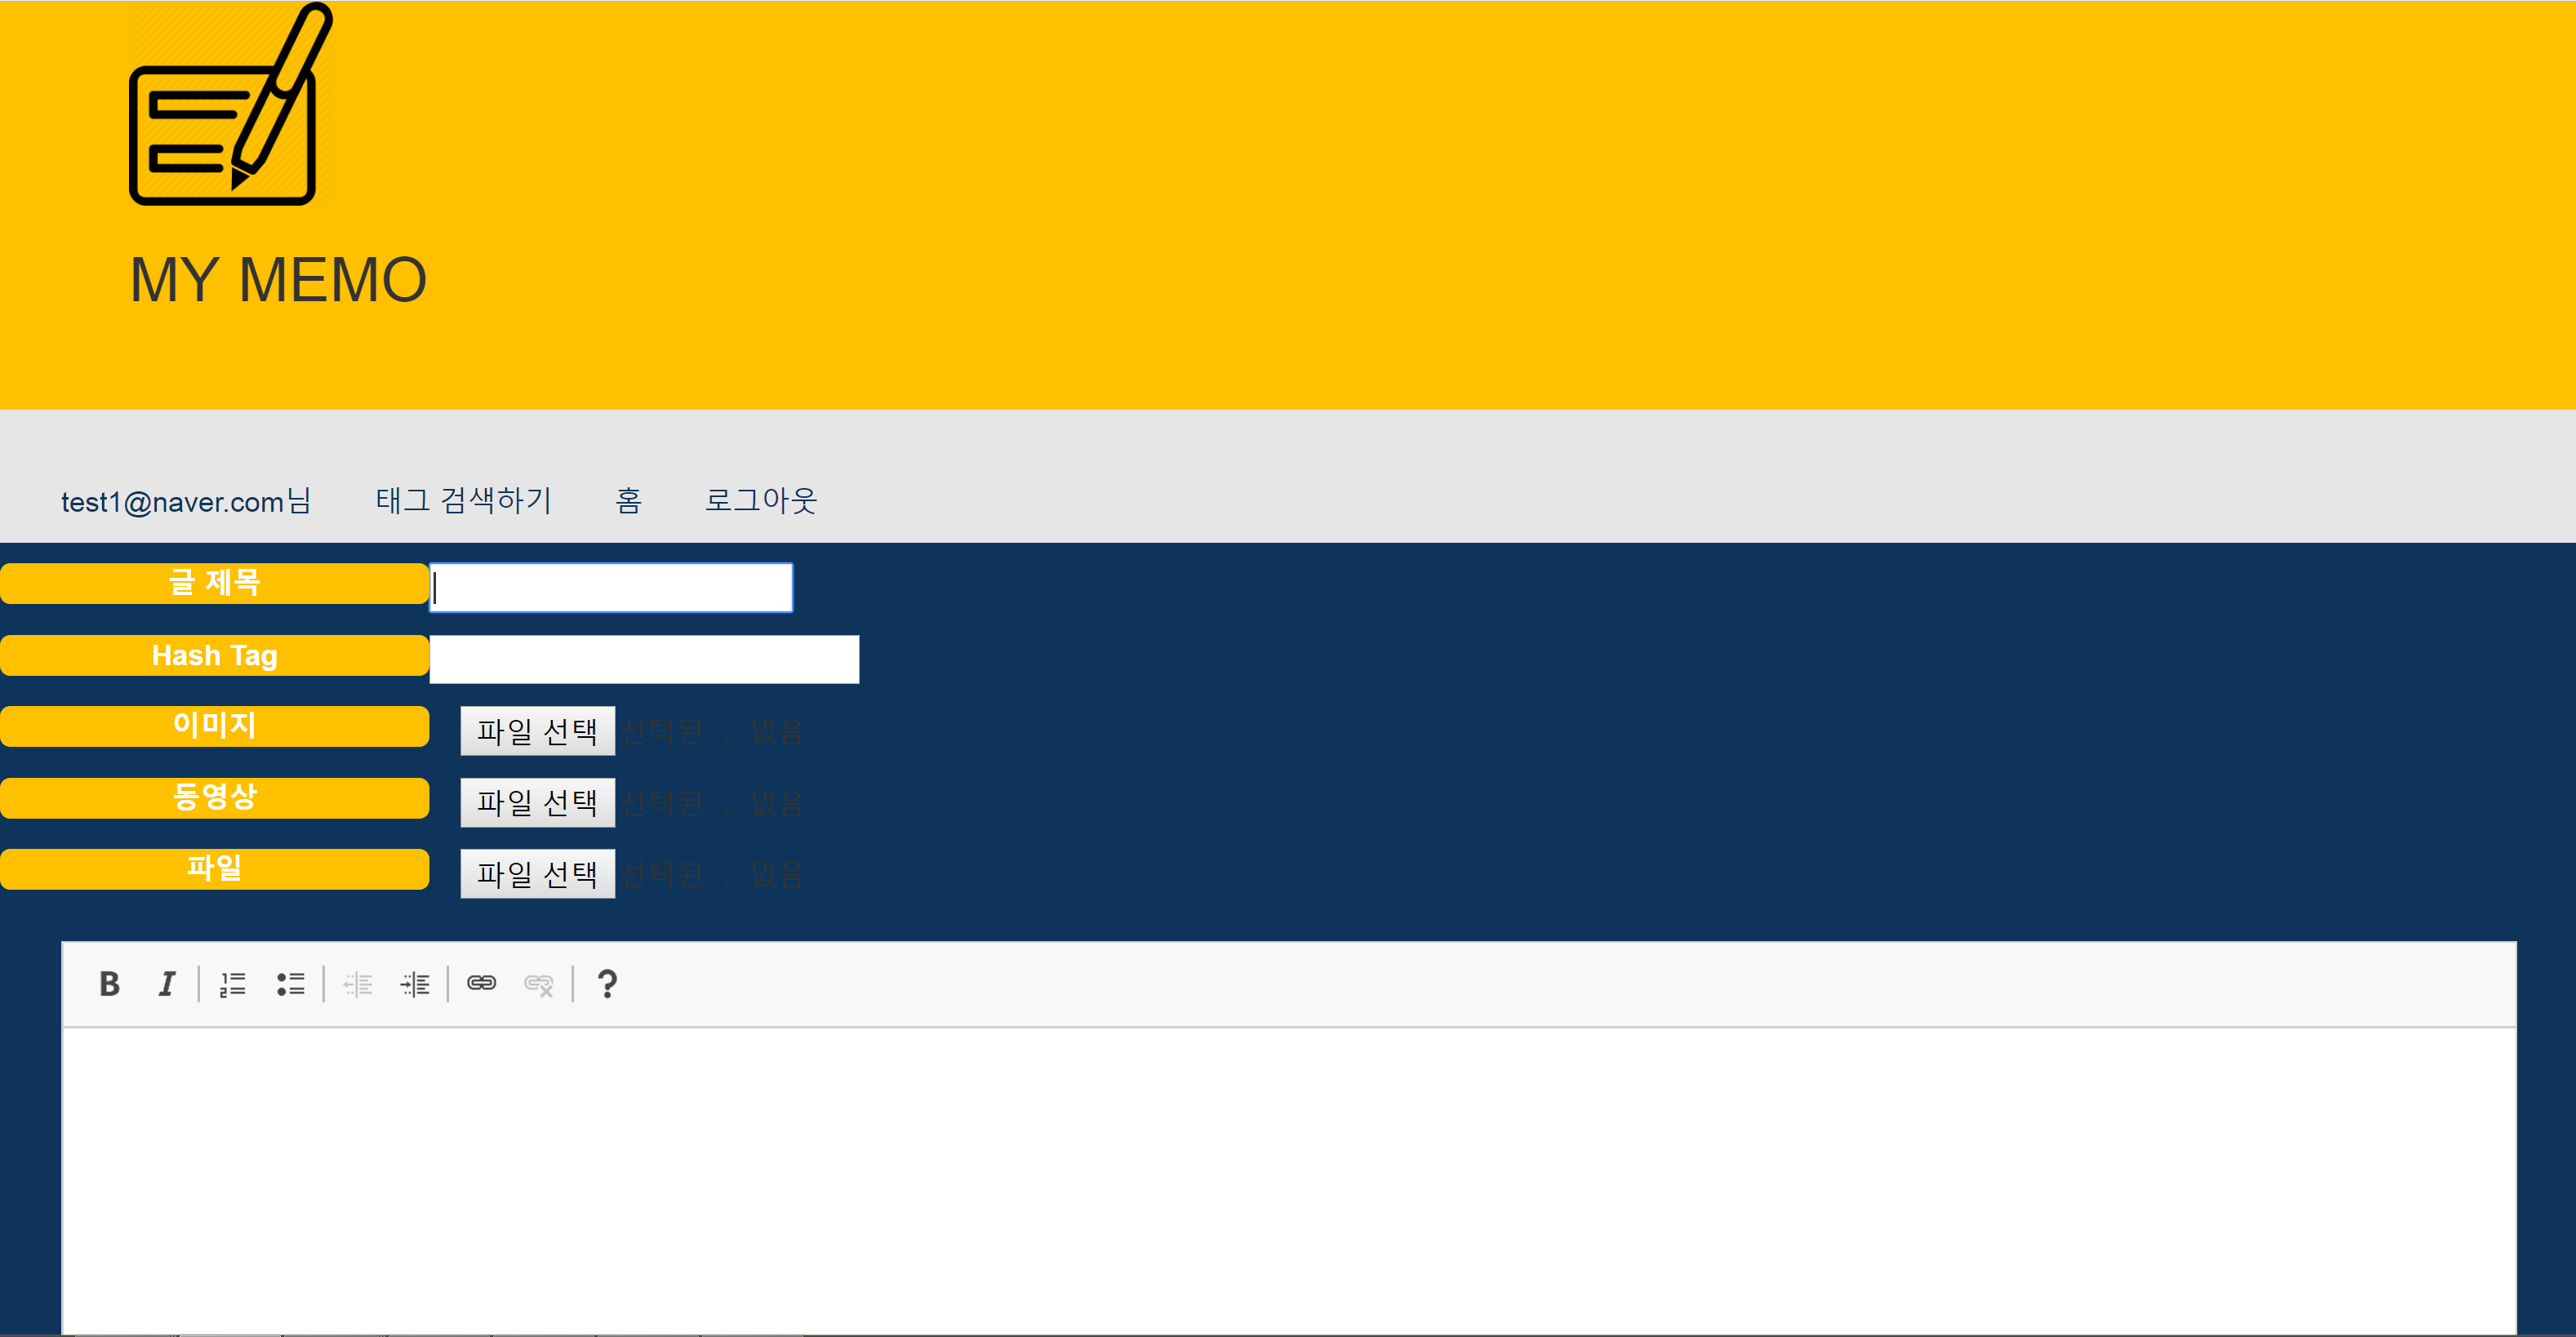 MY MEMO
test1@naver.com님 태그 검색하기 홈 로그아웃
글 제목
Hash Tag
이미지 파일 선택 선택된 ... 없음
동영상 파일 선택 선택된 ... 없음
파일 파일 선택 선택된 ... 없음
B I ?